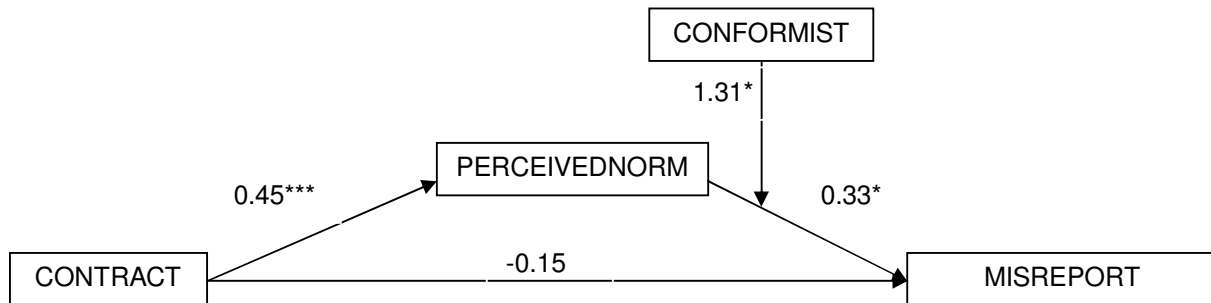 CONFORMIST
1.31*
PERCEIVEDNORM
0.45***
0.33*
-0.15
CONTRACT
MISREPORT